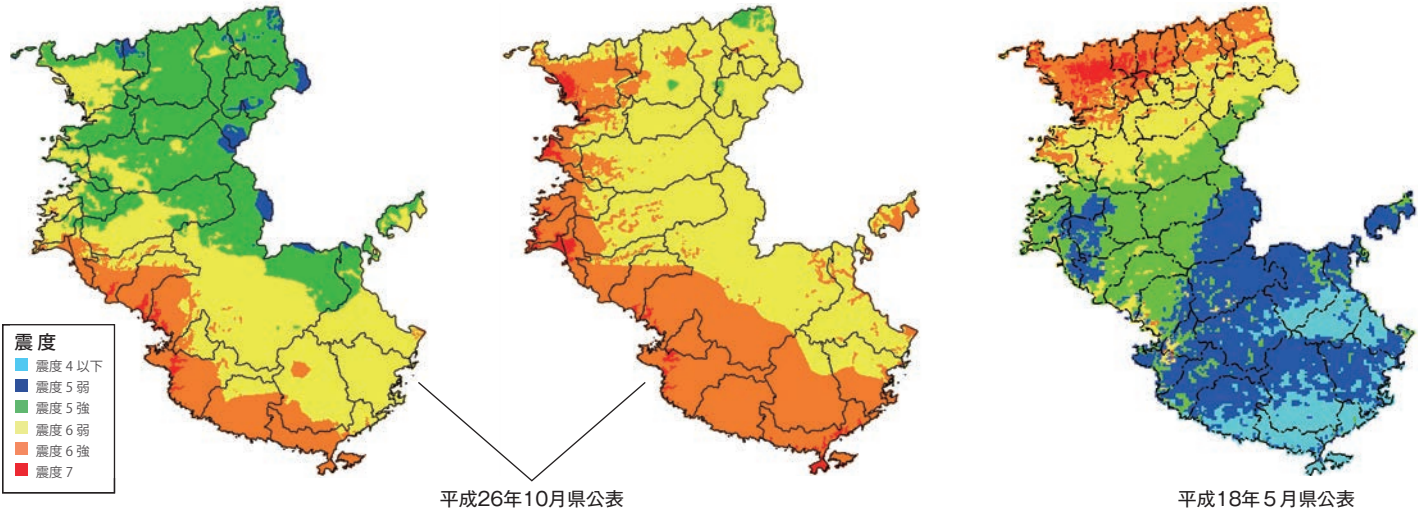 震度
震度４以下
震度５弱
震度５強
震度６弱
震度６強
震度７
平成26年10月県公表
平成18年５月県公表